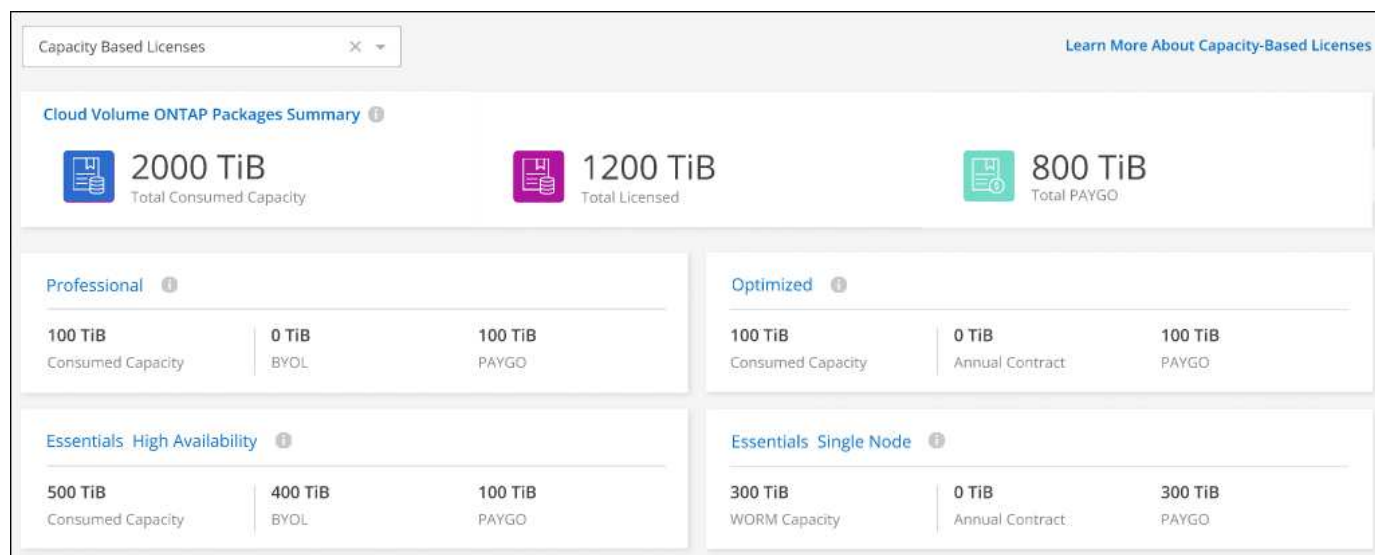 Capacity Based Licenses
Learn More About Capacity-Based Licenses
Cloud Volume ONTAP Packages Summary
2000 TiB
Total Consumed Capacity
1200 TiB
Total Licensed
800 TiB
Total PAYGO
Professional
100 TiB
Consumed Capacity
0 TiB
BYOL
100 TiB
PAYGO
Optimized
100 TiB
Consumed Capacity
0 TiB
Annual Contract
100 TiB
PAYGO
Essentials High Availability
500 TiB
Consumed Capacity
400 TiB
BYOL
100 TiB
PAYGO
Essentials Single Node
300 TiB
WORM Capacity
0 TiB
Annual Contract
300 TiB
PAYGO